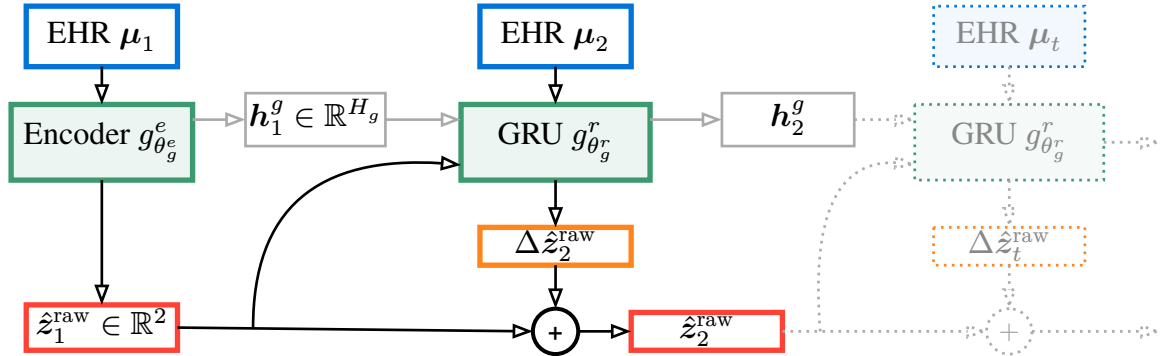 EHR μ₁ EHR μ₂ EHR μₜ
Encoder g^e_{θ^e_g} h^g_1 ∈ ℝ^{H_g} GRU g^r_{θ^r_g} h^g_2 GRU g^r_{θ^r_g}
Δẑ^raw_2 Δẑ^raw_t
ẑ^raw_1 ∈ ℝ² + ẑ^raw_2 +